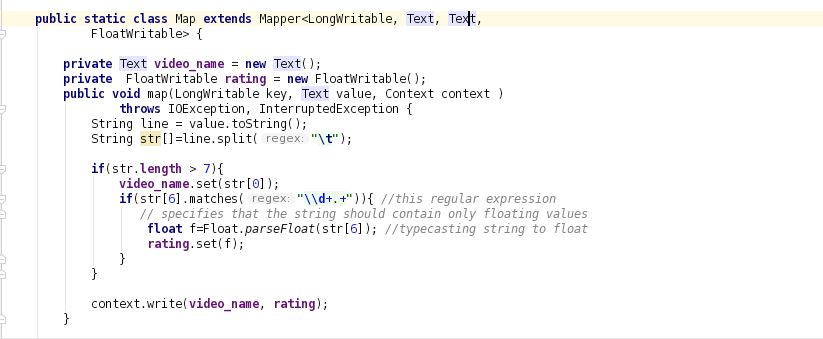 public static class Map extends Mapper<LongWritable, Text, Text,
FloatWritable> {
private Text video_name = new Text();
private  FloatWritable rating = new FloatWritable();
public void map(LongWritable key, Text value, Context context )
throws IOException, InterruptedException {
String line = value.toString();
String str[]=line.split( regex: "\t");
if(str.length > 7){
video_name.set(str[0]);
if(str[6].matches( regex: "\\d+.+")){ //this regular expression
// specifies that the string should contain only floating values
float f=Float.parseFloat(str[6]); //typecasting string to float
rating.set(f);
}
}
context.write(video_name, rating);
}